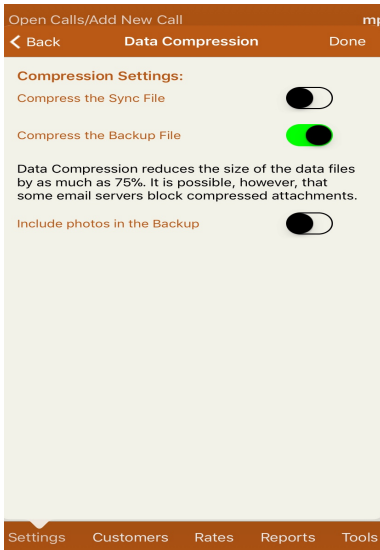 Open Calls/Add New Call
Back Data Compression Done
Compression Settings:
Compress the Sync File
Compress the Backup File
Data Compression reduces the size of the data files
by as much as 75%. It is possible, however, that
some email servers block compressed attachments.
Include photos in the Backup
Settings Customers Rates Reports Tools